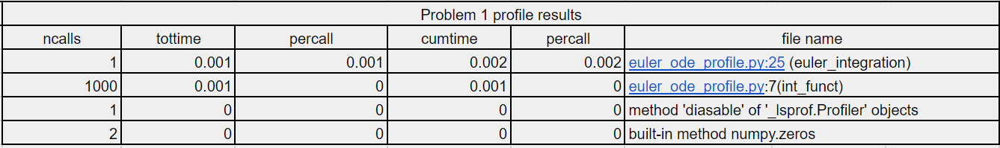 Problem 1 profile results
ncalls tottime percall cumtime percall file name
1 0.001 0.001 0.002 0.002 euler_ode_profile.py:25 (euler_integration)
1000 0.001 0 0.001 0 euler_ode_profile.py:7(int_funct)
1 0 0 0 0 method 'diasable' of '_lsprof.Profiler' objects
2 0 0 0 0 built-in method numpy.zeros